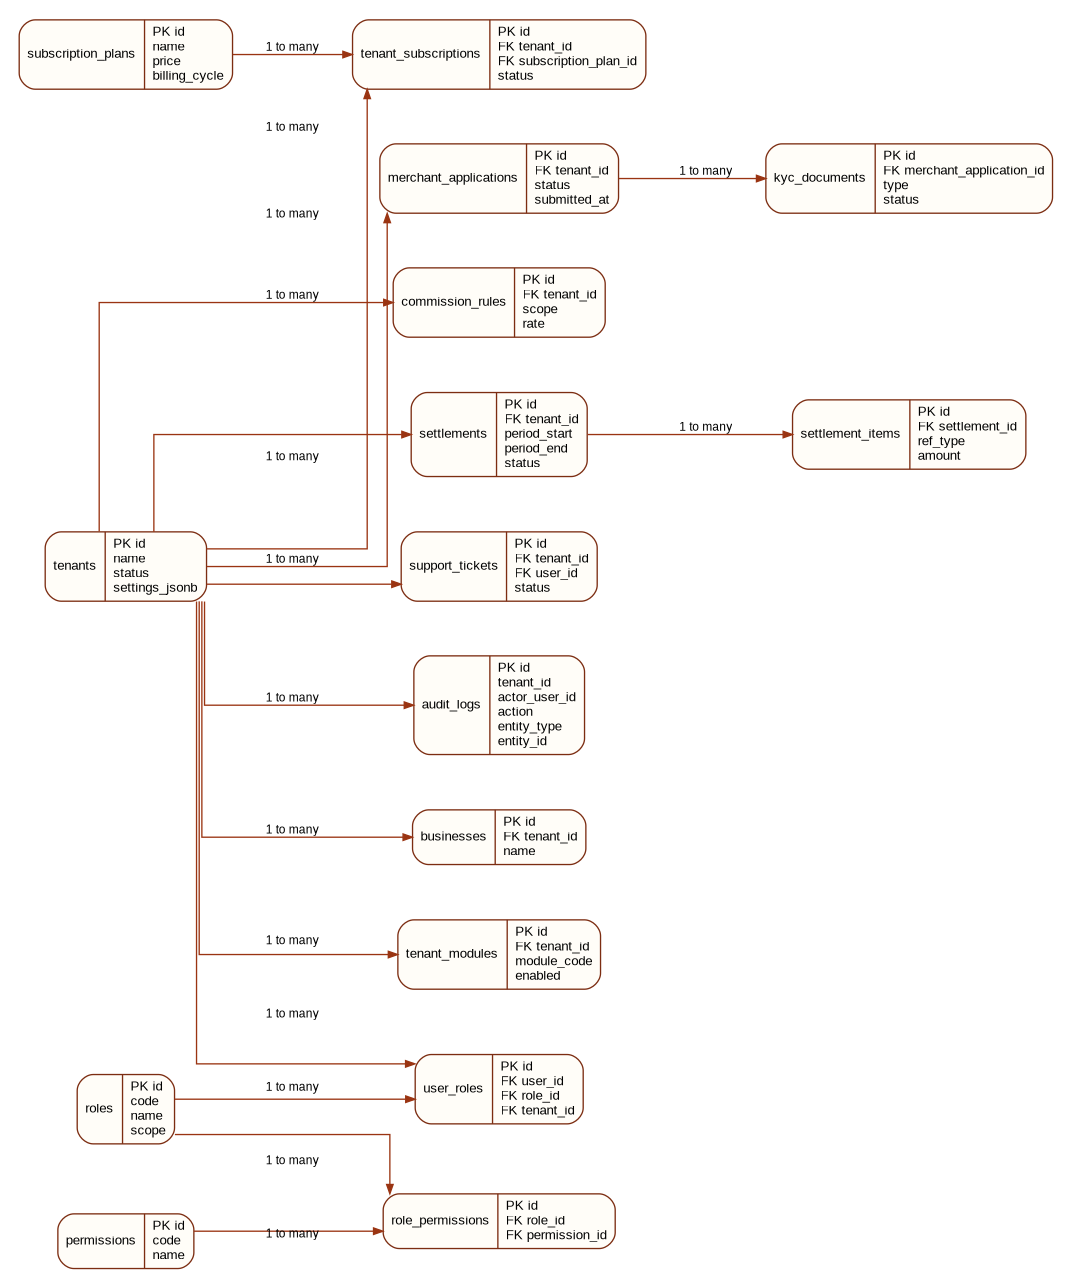 subscription_plans
PK id
name
price
billing_cycle
1 to many
tenant_subscriptions
PK id
FK tenant_id
FK subscription_plan_id
status
1 to many
merchant_applications
PK id
FK tenant_id
status
submitted_at
1 to many
kyc_documents
PK id
FK merchant_application_id
type
status
1 to many
1 to many
commission_rules
PK id
FK tenant_id
scope
rate
settlements
PK id
FK tenant_id
period_start
period_end
status
1 to many
settlement_items
PK id
FK settlement_id
ref_type
amount
1 to many
tenants
PK id
name
status
settings_jsonb
1 to many
support_tickets
PK id
FK tenant_id
FK user_id
status
1 to many
audit_logs
PK id
tenant_id
actor_user_id
action
entity_type
entity_id
1 to many
businesses
PK id
FK tenant_id
name
1 to many
tenant_modules
PK id
FK tenant_id
module_code
enabled
1 to many
roles
PK id
code
name
scope
1 to many
user_roles
PK id
FK user_id
FK role_id
FK tenant_id
1 to many
permissions
PK id
code
name
1 to many
role_permissions
PK id
FK role_id
FK permission_id